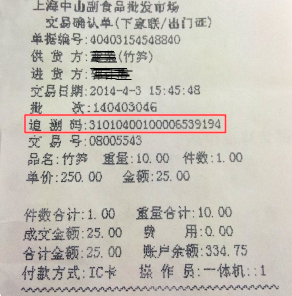 上海中山副食品批发市场
交易确认单(下家联/出门证)
单据编号:40403154548840
供 货 方: (竹笋)
进 货 方:
交易日期:2014-4-3 15:45:48
批    次:140403046
追 溯 码:31010400100006539194
交 易 号:08005543
品名:竹笋 重量:10.00 件数:1.00
单价:250.00 金额:25.00
件数合计:1.00 重量合计:10.00
成交金额:25.00 费    用:0.00
合计金额:25.00 账户余额:334.75
付款方式:IC卡 操 作 员:一体机::1